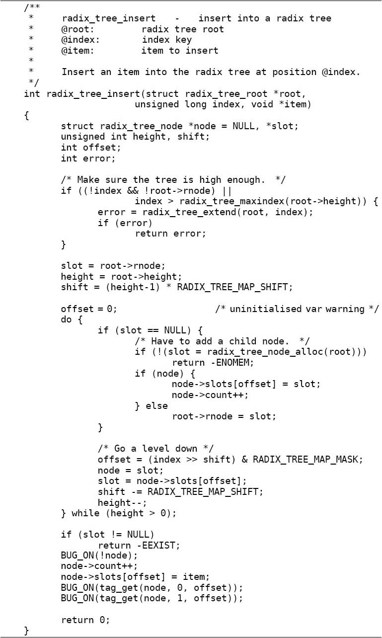 /**
 *	radix_tree_insert    -    insert into a radix tree
 *	@root:		radix tree root
 *	@index:		index key
 *	@item:		item to insert
 *
 *	Insert an item into the radix tree at position @index.
 */
int radix_tree_insert(struct radix_tree_root *root,
			unsigned long index, void *item)
{
	struct radix_tree_node *node = NULL, *slot;
	unsigned int height, shift;
	int offset;
	int error;

	/* Make sure the tree is high enough.  */
	if ((!index && !root->rnode) ||
			index > radix_tree_maxindex(root->height)) {
		error = radix_tree_extend(root, index);
		if (error)
			return error;
	}

	slot = root->rnode;
	height = root->height;
	shift = (height-1) * RADIX_TREE_MAP_SHIFT;

	offset = 0;			/* uninitialised var warning */
	do {
		if (slot == NULL) {
			/* Have to add a child node.  */
			if (!(slot = radix_tree_node_alloc(root)))
				return -ENOMEM;
			if (node) {
				node->slots[offset] = slot;
				node->count++;
			} else
				root->rnode = slot;
		}

		/* Go a level down */
		offset = (index >> shift) & RADIX_TREE_MAP_MASK;
		node = slot;
		slot = node->slots[offset];
		shift -= RADIX_TREE_MAP_SHIFT;
		height--;
	} while (height > 0);

	if (slot != NULL)
		return -EEXIST;
	BUG_ON(!node);
	node->count++;
	node->slots[offset] = item;
	BUG_ON(tag_get(node, 0, offset));
	BUG_ON(tag_get(node, 1, offset));

	return 0;
}